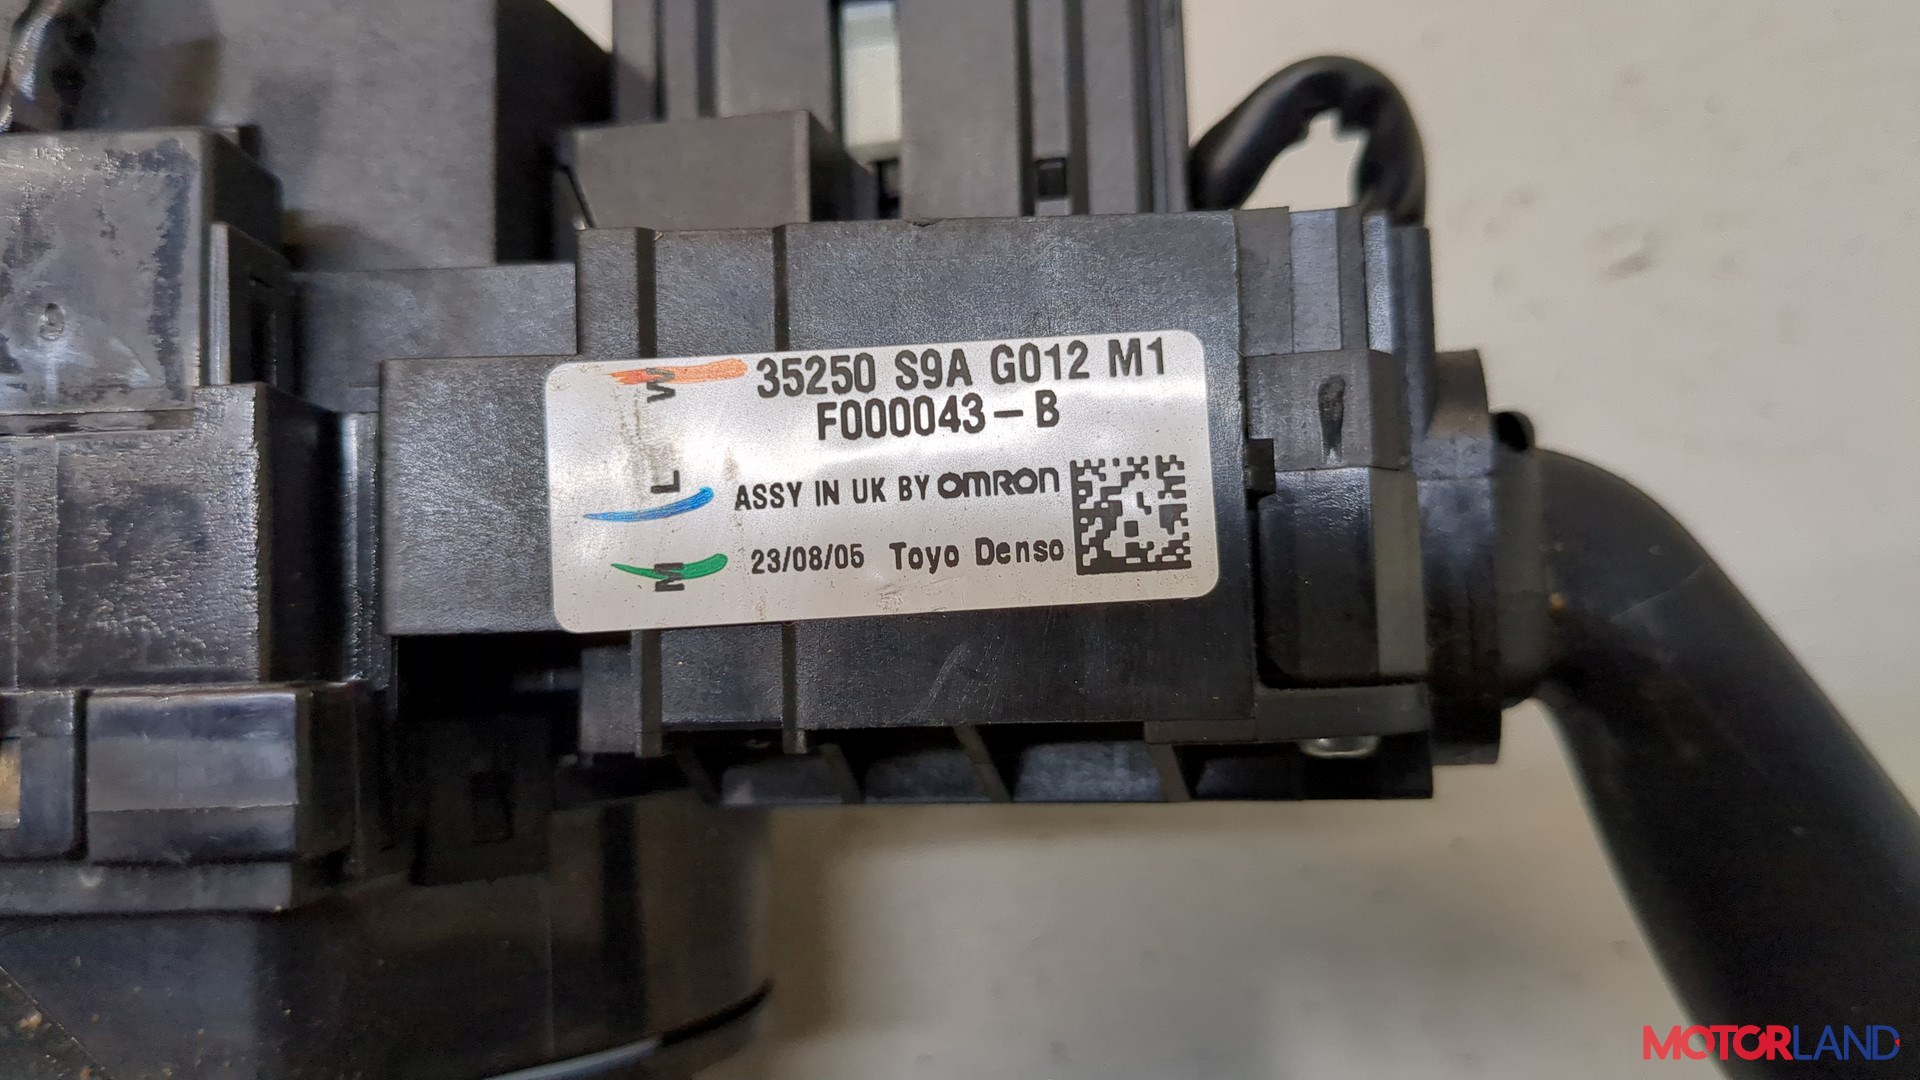 35250 S9A G012 M1
F000043-B
W
L
ASSY IN UK BY OMRON
M
23/08/05 Toyo Denso
MOTORLAND